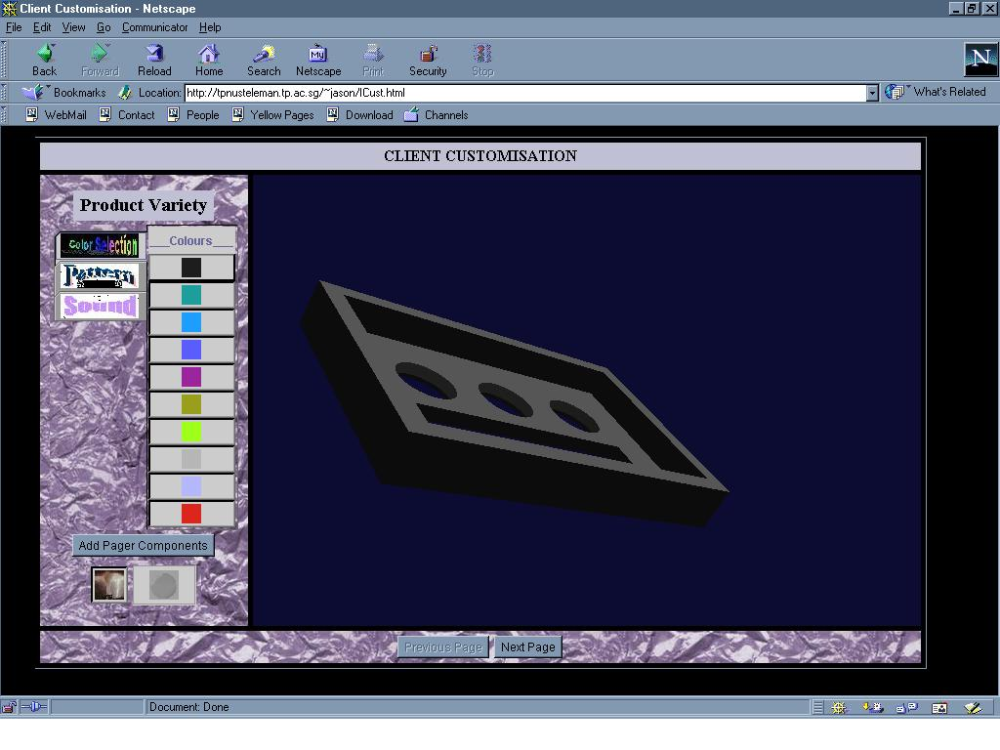 Client Customisation - Netscape
File Edit View Go Communicator Help
Back Forward Reload Home Search Netscape Print Security Stop
My
N
Bookmarks Location: http://tpnusteleman.tp.ac.sg/~jason/ICust.html What's Related
WebMail Contact People Yellow Pages Download Channels
CLIENT CUSTOMISATION
Product Variety
Color Selection
Pattern
Sound
___Colours___
Add Pager Components
Previous Page Next Page
Document: Done